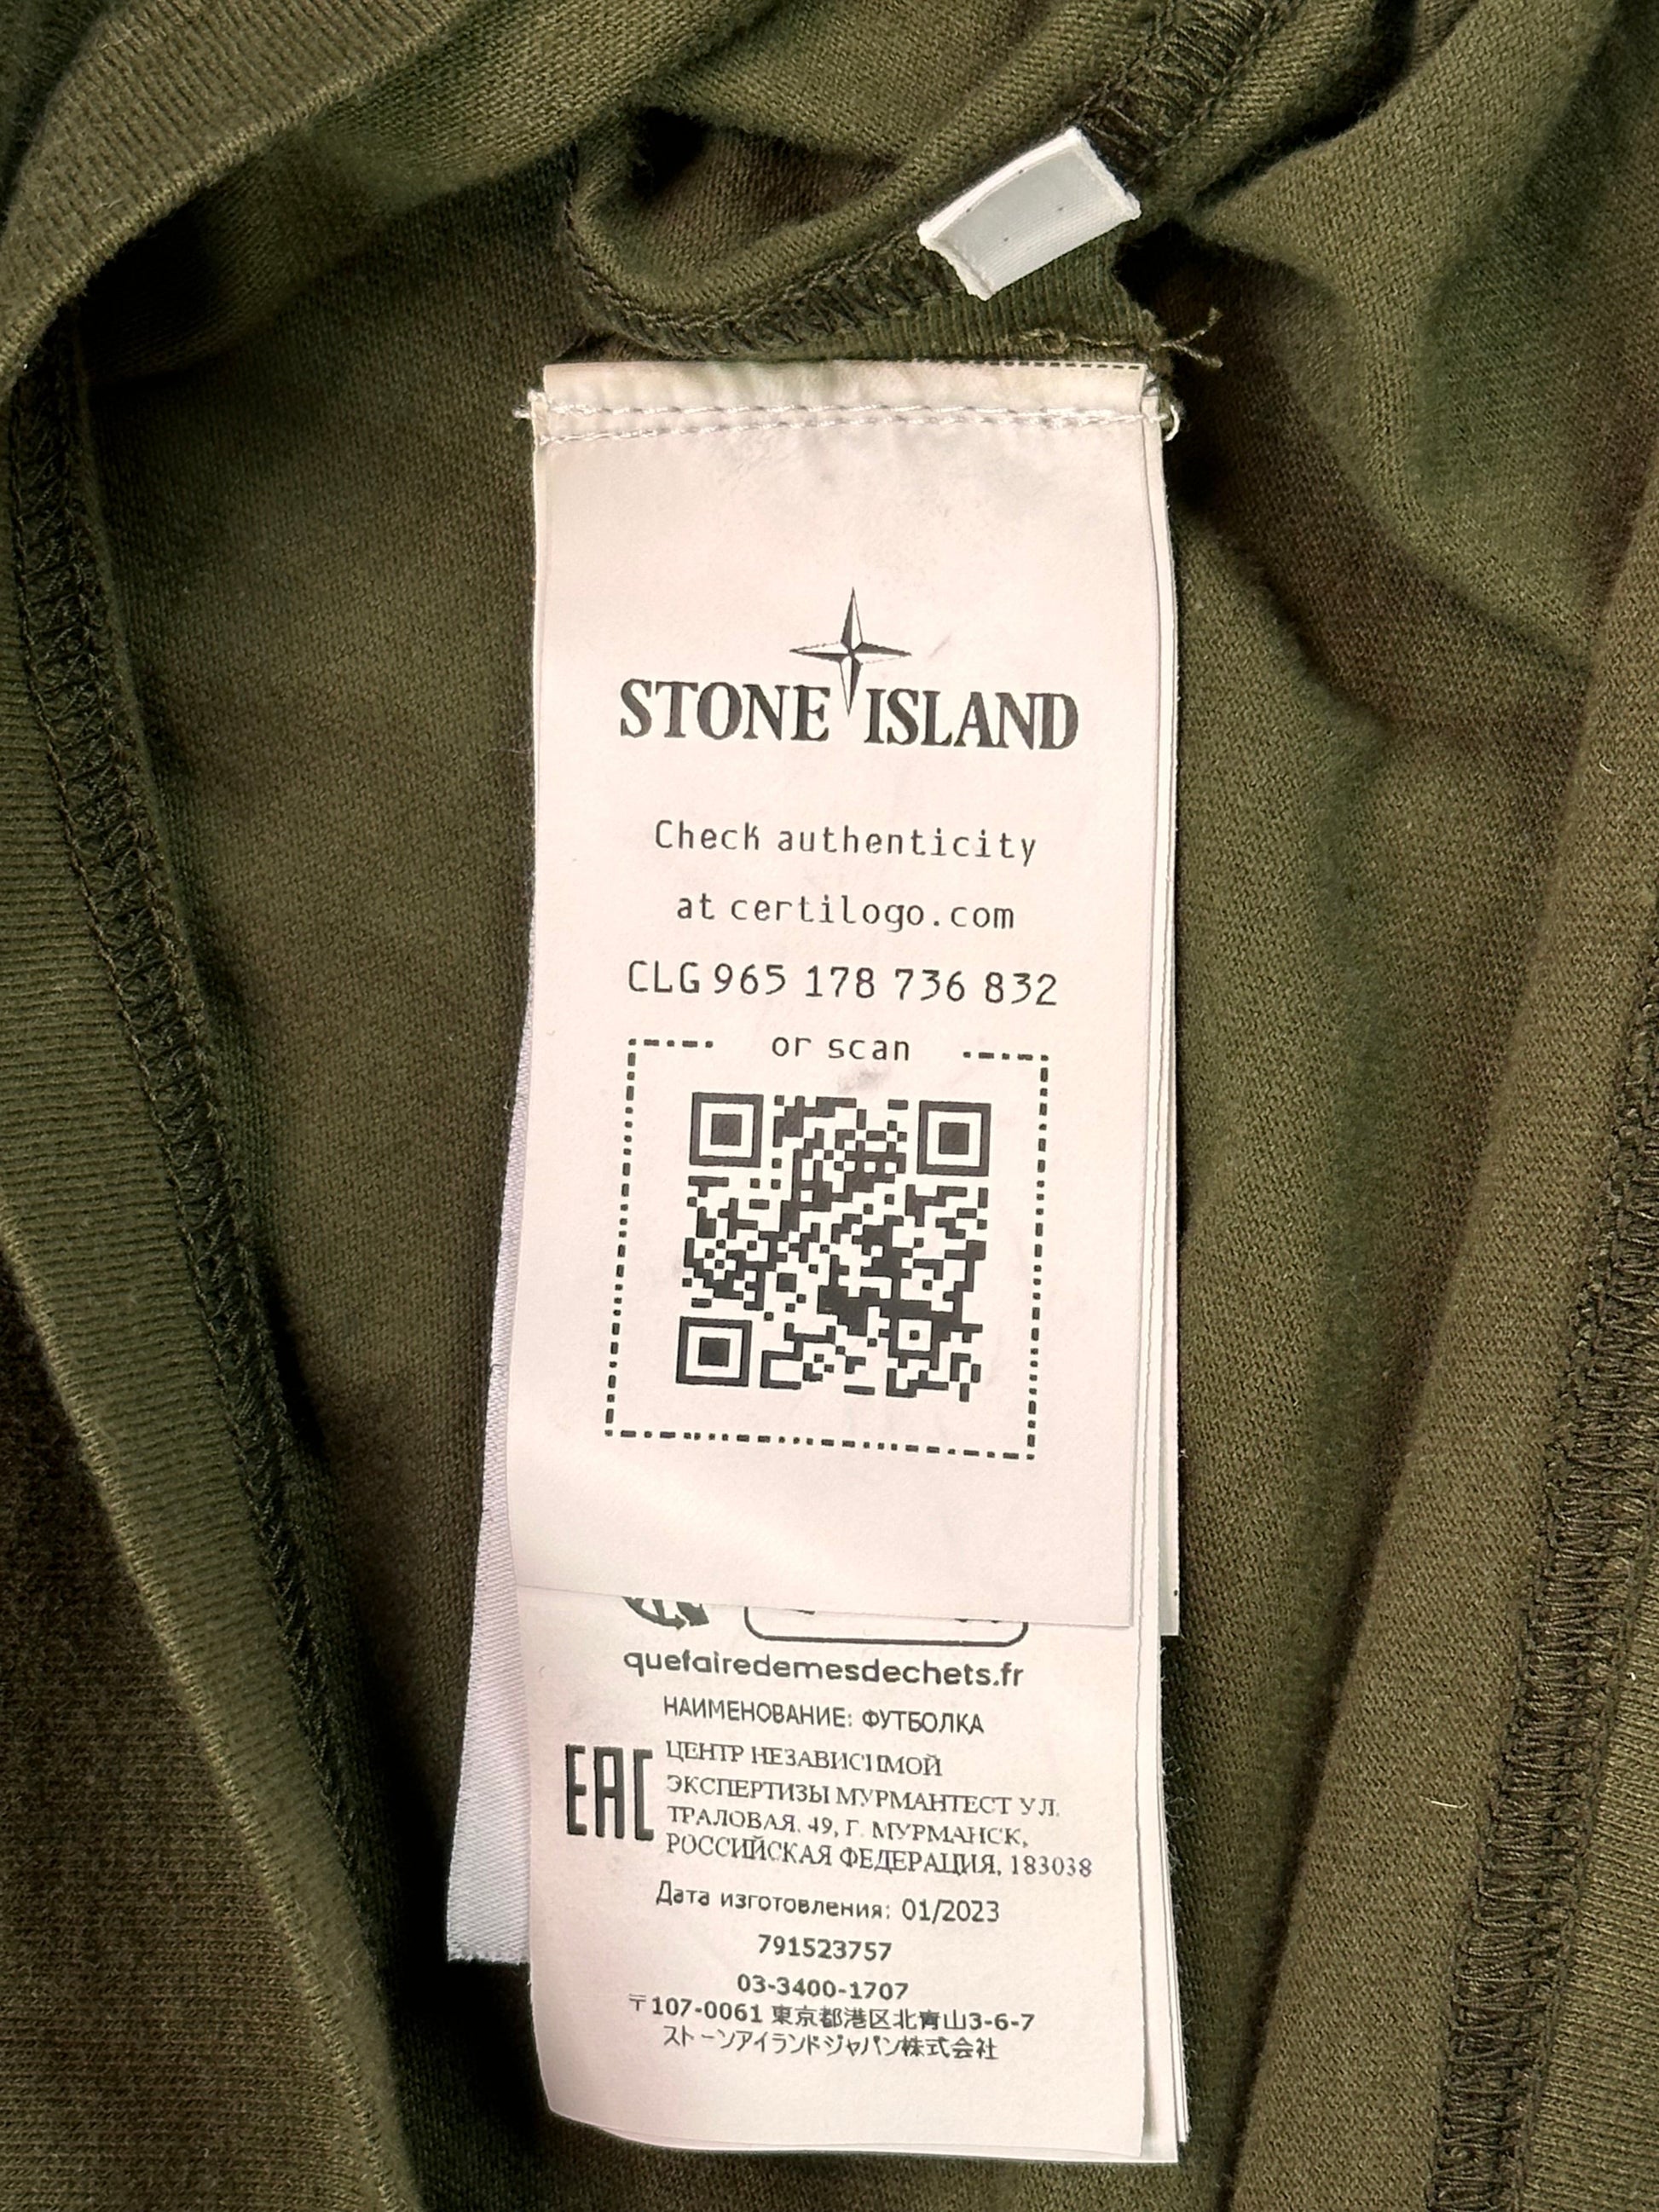 STONE ISLAND
Check authenticity
at certilogo.com
CLG 965 178 736 832
or scan
quefairedemesdechets.fr
НАИМЕНОВАНИЕ: ФУТБОЛКА
EAC
ЦЕНТР НЕЗАВИСИМОЙ
ЭКСПЕРТИЗЫ МУРМАНТЕСТ УЛ.
ТРАЛОВАЯ, 49, Г. МУРМАНСК,
РОССИЙСКАЯ ФЕДЕРАЦИЯ, 183038
Дата изготовления: 01/2023
791523757
03-3400-1707
〒107-0061 東京都港区北青山3-6-7
ストーンアイランドジャパン株式会社